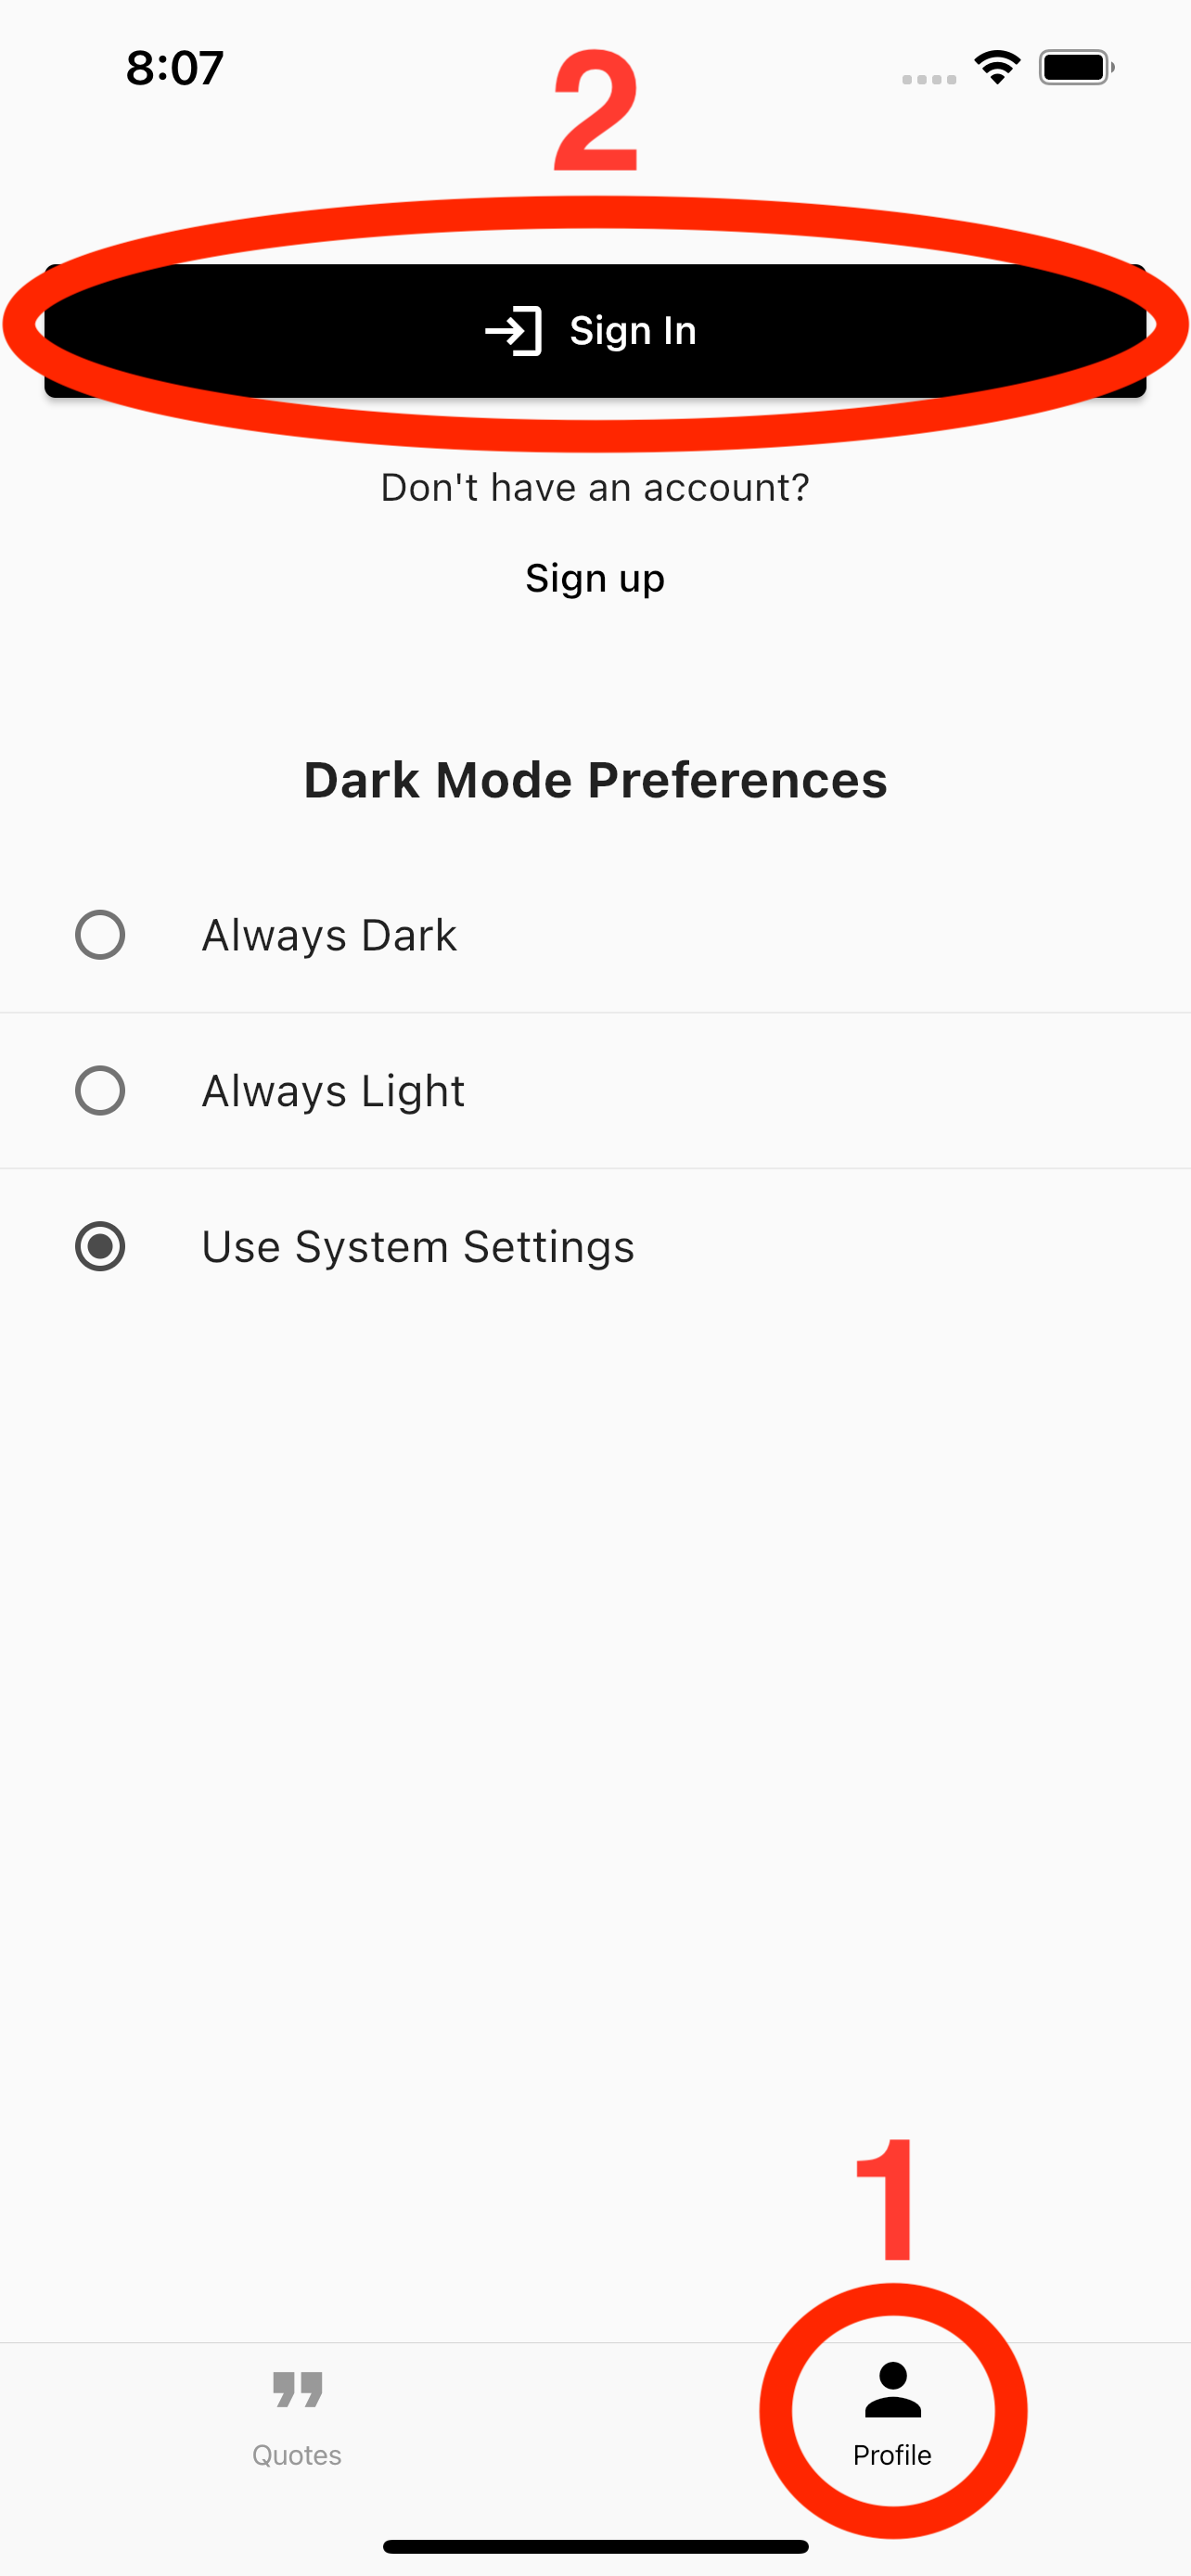 8:07
2
Sign In
Don't have an account?
Sign up
Dark Mode Preferences
Always Dark
Always Light
Use System Settings
1
Quotes
Profile